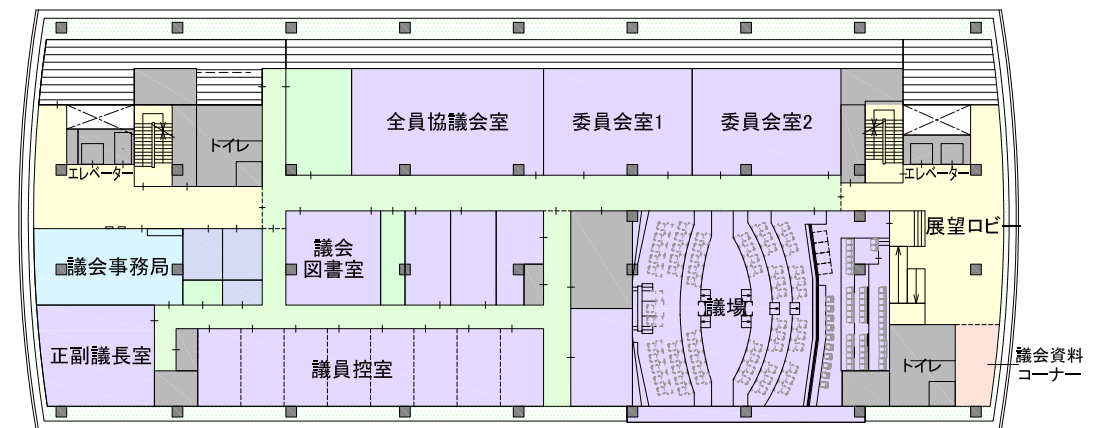 全員協議会室
委員会室1
委員会室2
トイレ
エレベーター
エレベーター
展望ロビー
議会
図書室
議会事務局
議場
正副議長室
議員控室
トイレ
議会資料
コーナー